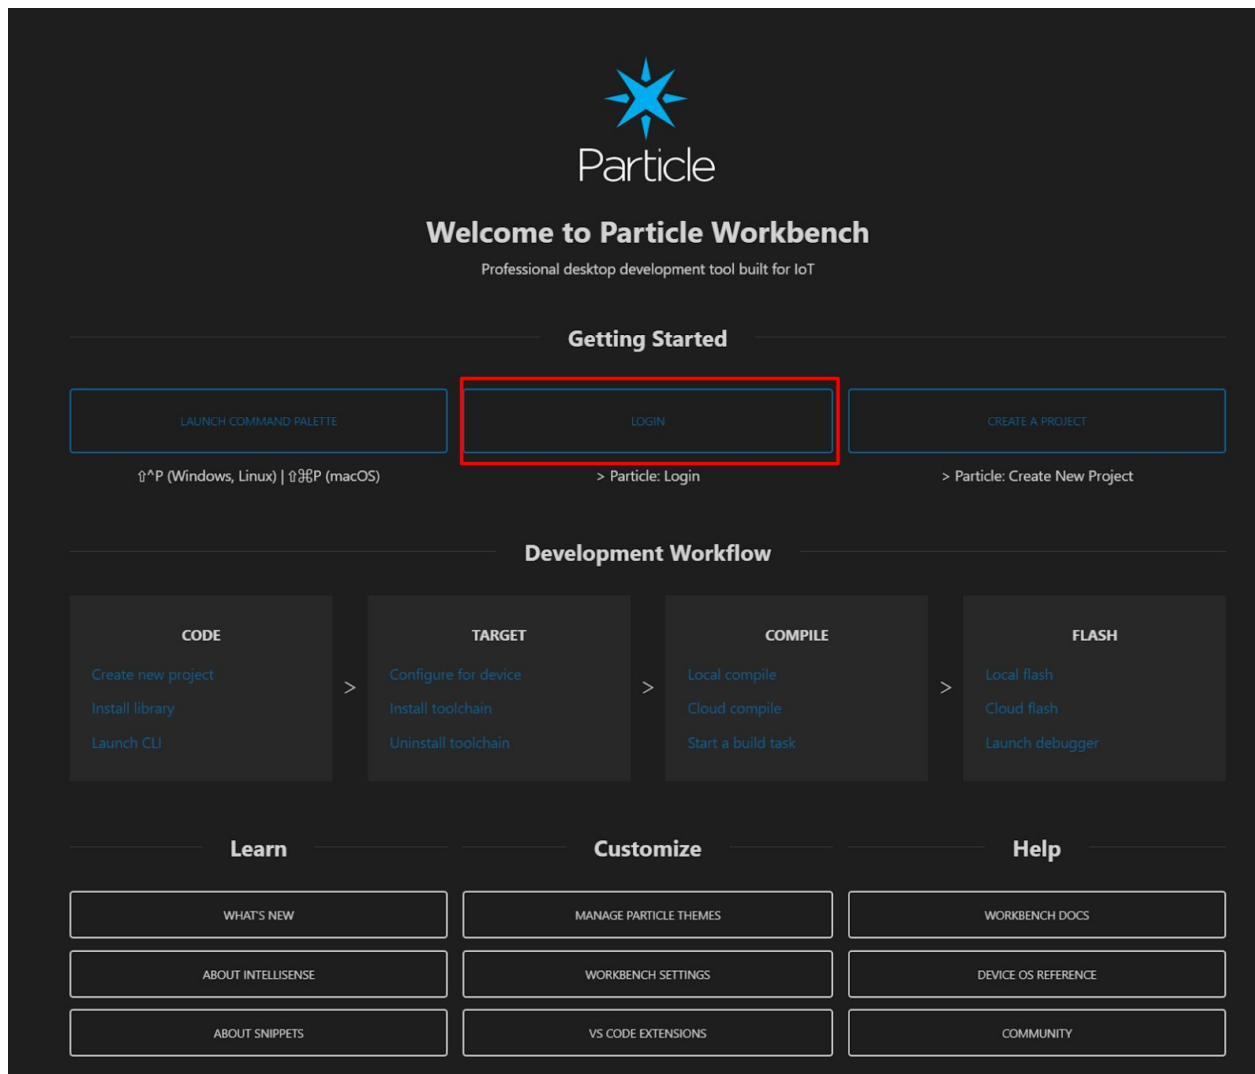 Particle
Welcome to Particle Workbench
Professional desktop development tool built for IoT
Getting Started
LAUNCH COMMAND PALETTE
⇧^P (Windows, Linux) | ⇧⌘P (macOS)
LOGIN
> Particle: Login
CREATE A PROJECT
> Particle: Create New Project
Development Workflow
CODE
Create new project
Install library
Launch CLI
>
TARGET
Configure for device
Install toolchain
Uninstall toolchain
>
COMPILE
Local compile
Cloud compile
Start a build task
>
FLASH
Local flash
Cloud flash
Launch debugger
Learn
WHAT'S NEW
ABOUT INTELLISENSE
ABOUT SNIPPETS
Customize
MANAGE PARTICLE THEMES
WORKBENCH SETTINGS
VS CODE EXTENSIONS
Help
WORKBENCH DOCS
DEVICE OS REFERENCE
COMMUNITY